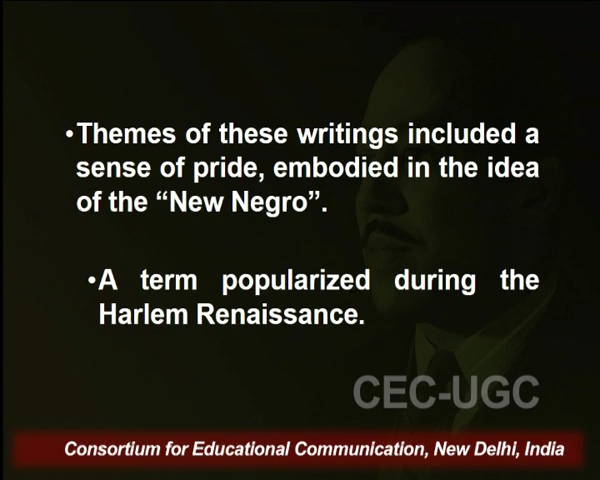 •Themes of these writings included a
sense of pride, embodied in the idea
of the “New Negro”.
•A term popularized during the
Harlem Renaissance.
CEC-UGC
Consortium for Educational Communication, New Delhi, India